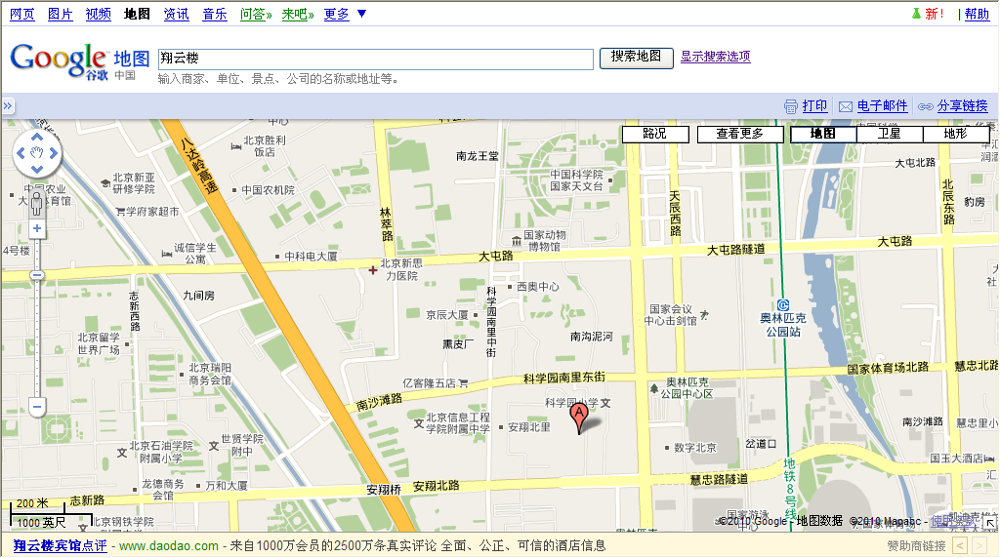 网页 图片 视频 地图 资讯 音乐 问答» 来吧» 更多 ▼
新! | 帮助
Google 谷歌 地图 中国
翔云楼
搜索地图 显示搜索选项
输入商家、单位、景点、公司的名称或地址等。
打印 电子邮件 分享链接
路况 查看更多 地图 卫星 地形
中心
北京胜利
饭店
南龙王堂
大屯北路
八达岭高速
中国科学院
国家天文台
中国农业
体育馆
北京新亚
研修学院
中国农机院
学府家超市
林萃路
天辰西路
北辰东路
豹房
国家动物
博物馆
诚信学生
公寓
中科电大厦
北京新思
力医院
大屯路
大屯路隧道
大屯路
14号楼
志新西路
九间房
科学园南里中街
西奥中心
京辰大厦
国家会议
中心击剑馆
奥林匹克
公园站
北京留学
世界广场
熏皮厂
南沟泥河
北京瑞阳
商务会馆
亿客隆五店
科学园南里东街
国家体育场北路
慧忠北路
南沙滩路
科学园小学
奥林匹克
公园中心区
A
北京信息工程
学院附属中学
安翔北里
南沙滩路
慧忠里小
北京石油学院
附属小学
世贤学院
附中
数字北京
岔道口
国玉大酒店
地铁8号线
龙德商务
会馆
万和大厦
安翔桥
安翔北路
慧忠路隧道
志新路
200 米
1000 英尺
北京钢铁学院
附属中学
国家游泳
中心
国家体育场
©2010 Google - 地图数据 ©2010 Mapabc - 使用条款
翔云楼宾馆点评 - www.daodao.com - 来自1000万会员的2500万条真实评论 全面、公正、可信的酒店信息
赞助商链接 < >